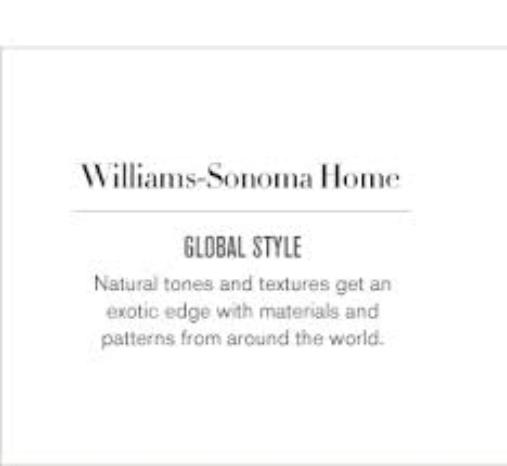 Williams-Sonoma Home
GLOBAL STYLE
Natural tones and textures get an
exotic edge with materials and
patterns from around the world.